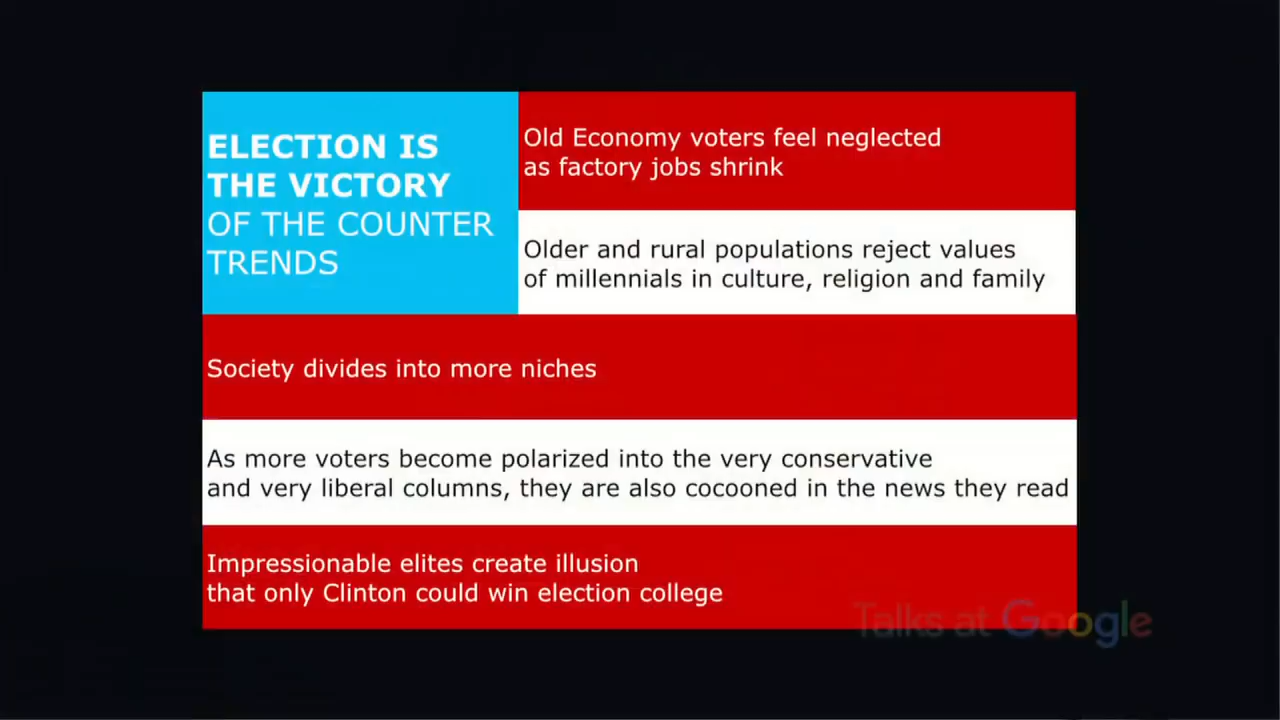 ELECTION IS
THE VICTORY
OF THE COUNTER
TRENDS
Old Economy voters feel neglected
as factory jobs shrink
Older and rural populations reject values
of millennials in culture, religion and family
Society divides into more niches
As more voters become polarized into the very conservative
and very liberal columns, they are also cocooned in the news they read
Impressionable elites create illusion
that only Clinton could win election college
Talks at Google